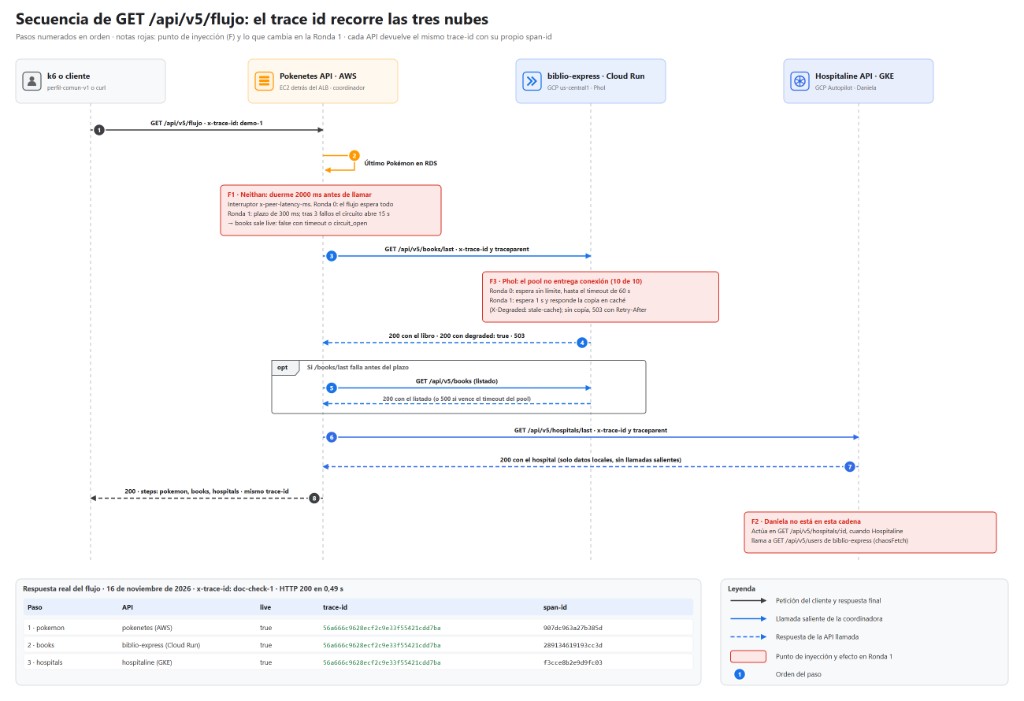 Secuencia de GET /api/v5/flujo: el trace id recorre las tres nubes
Pasos numerados en orden · notas rojas: punto de inyección (F) y lo que cambia en la Ronda 1 · cada API devuelve el mismo trace-id con su propio span-id
k6 o cliente
perfil-comun-v1 o curl
Pokenetes API · AWS
EC2 detrás del ALB · coordinador
biblio-express · Cloud Run
GCP us-central1 · Phol
Hospitaline API · GKE
GCP Autopilot · Daniela
GET /api/v5/flujo · x-trace-id: demo-1
1
2
Último Pokémon en RDS
F1 · Neithan: duerme 2000 ms antes de llamar
Interruptor x-peer-latency-ms. Ronda 0: el flujo espera todo
Ronda 1: plazo de 300 ms; tras 3 fallos el circuito abre 15 s
→ books sale live: false con timeout o circuit_open
GET /api/v5/books/last · x-trace-id y traceparent
3
F3 · Phol: el pool no entrega conexión (10 de 10)
Ronda 0: espera sin límite, hasta el timeout de 60 s
Ronda 1: espera 1 s y responde la copia en caché
(X-Degraded: stale-cache); sin copia, 503 con Retry-After
200 con el libro · 200 con degraded: true · 503
4
opt
Si /books/last falla antes del plazo
GET /api/v5/books (listado)
5
200 con el listado (o 500 si vence el timeout del pool)
GET /api/v5/hospitals/last · x-trace-id y traceparent
6
200 con el hospital (solo datos locales, sin llamadas salientes)
7
200 · steps: pokemon, books, hospitals · mismo trace-id
8
F2 · Daniela no está en esta cadena
Actúa en GET /api/v5/hospitals/:id, cuando Hospitaline
llama a GET /api/v5/users de biblio-express (chaosFetch)
Respuesta real del flujo · 16 de noviembre de 2026 · x-trace-id: doc-check-1 · HTTP 200 en 0,49 s
Paso API live trace-id span-id
1 · pokemon pokenetes (AWS) true 56a666c9628ecf2c9e33f55421cdd7ba 907dc963a27b385d
2 · books biblio-express (Cloud Run) true 56a666c9628ecf2c9e33f55421cdd7ba 289134619193cc3d
3 · hospitals hospitaline (GKE) true 56a666c9628ecf2c9e33f55421cdd7ba f3cce8b2e9d9fc03
Leyenda
Petición del cliente y respuesta final
Llamada saliente de la coordinadora
Respuesta de la API llamada
Punto de inyección y efecto en Ronda 1
1
Orden del paso